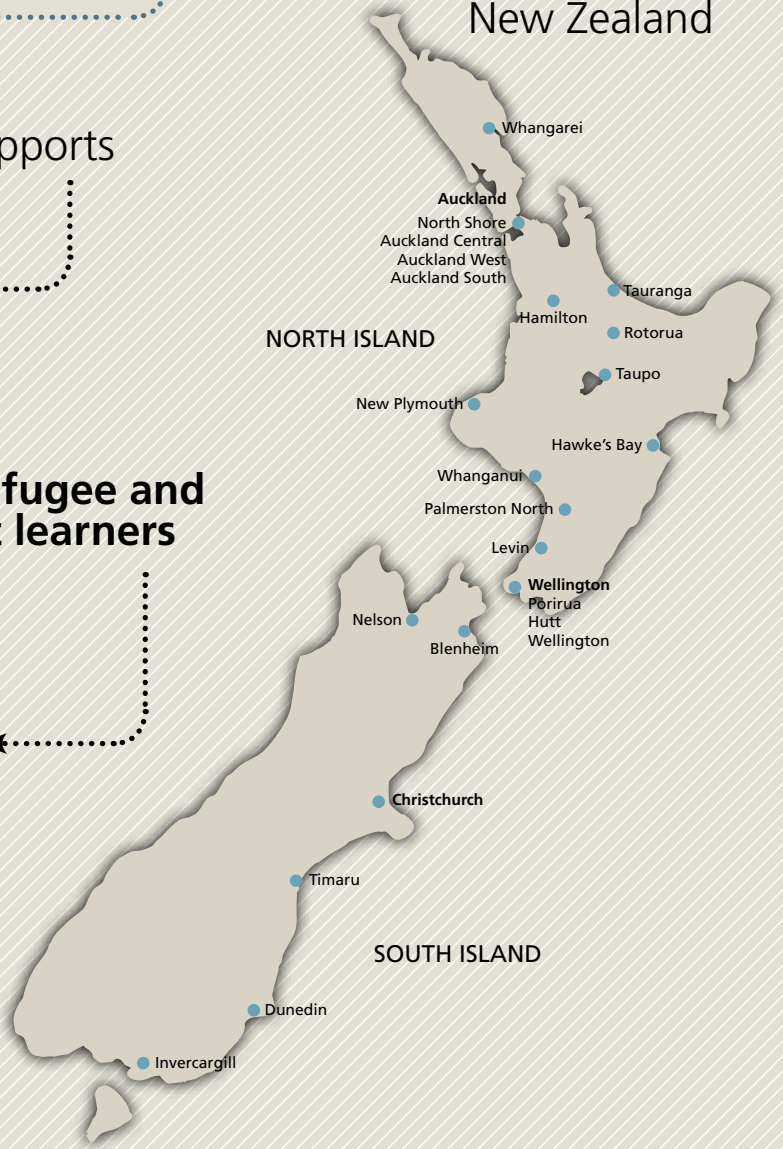 New Zealand
pports
Whangarei
Auckland
North Shore
Auckland Central
Auckland West
Auckland South
Tauranga
Hamilton
Rotorua
NORTH ISLAND
Taupo
New Plymouth
Hawke's Bay
Whanganui
fugee and
learners
Palmerston North
Levin
Wellington
Porirua
Hutt
Wellington
Nelson
Blenheim
Christchurch
Timaru
SOUTH ISLAND
Dunedin
Invercargill